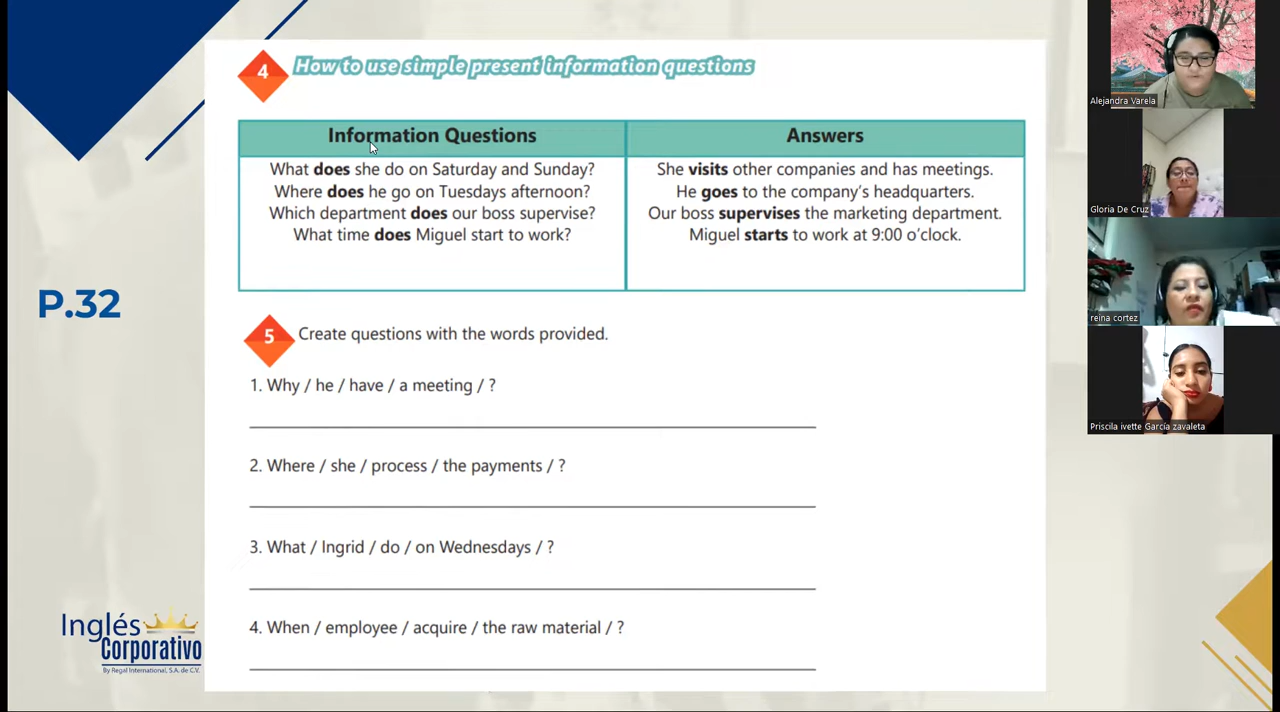 4 How to use simple present information questions
Information Questions
Answers
What does she do on Saturday and Sunday?
She visits other companies and has meetings.
Where does he go on Tuesdays afternoon?
He goes to the company's headquarters.
Which department does our boss supervise?
Our boss supervises the marketing department.
What time does Miguel start to work?
Miguel starts to work at 9:00 o'clock.
P.32
5 Create questions with the words provided.
1. Why / he / have / a meeting / ?
2. Where / she / process / the payments / ?
3. What / Ingrid / do / on Wednesdays / ?
4. When / employee / acquire / the raw material / ?
Inglés
Corporativo
By Regal International, S.A. de C.V.
Alejandra Varela
Gloria De Cruz
reina cortez
Priscila ivette García zavaleta